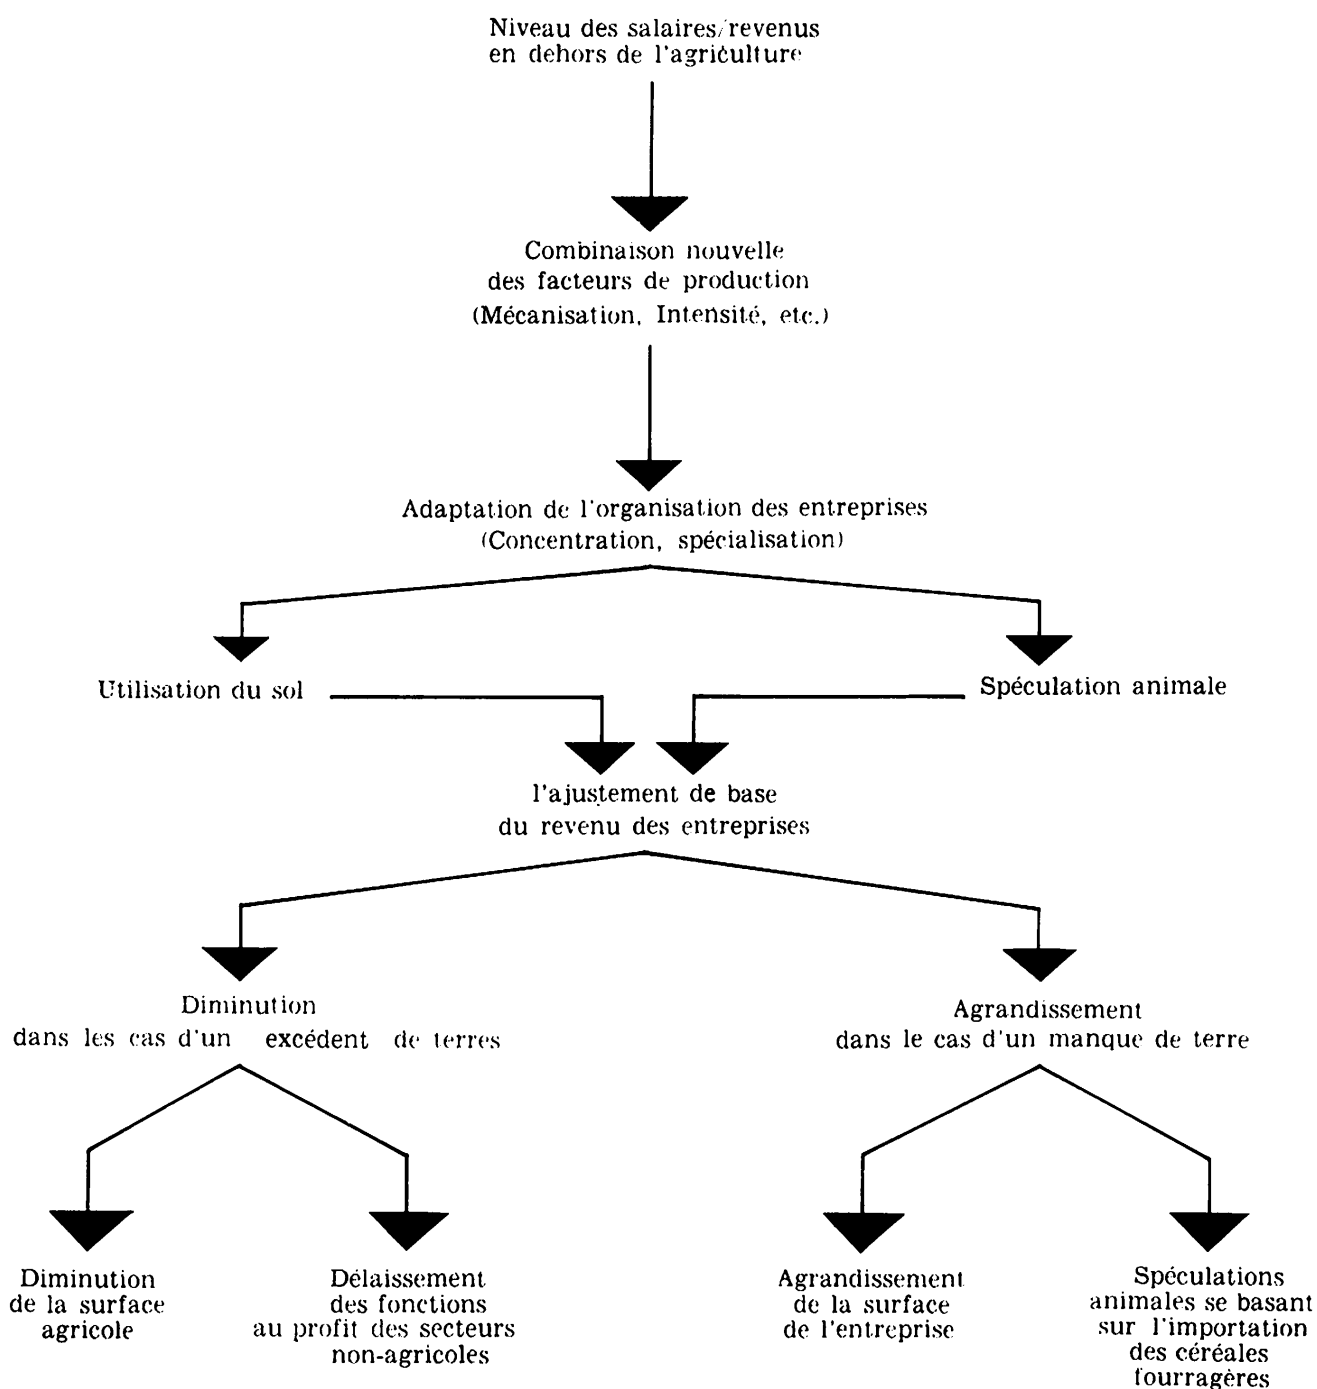 Niveau des salaires/revenus
en dehors de l'agriculture
Combinaison nouvelle
des facteurs de production
(Mécanisation, Intensité, etc.)
Adaptation de l'organisation des entreprises
(Concentration, spécialisation)
Utilisation du sol
Spéculation animale
l'ajustement de base
du revenu des entreprises
Diminution
dans les cas d'un excédent de terres
Agrandissement
dans le cas d'un manque de terre
Diminution
de la surface
agricole
Délaissement
des fonctions
au profit des secteurs
non-agricoles
Agrandissement
de la surface
de l'entreprise
Spéculations
animales se basant
sur l'importation
des céréales
fourragères